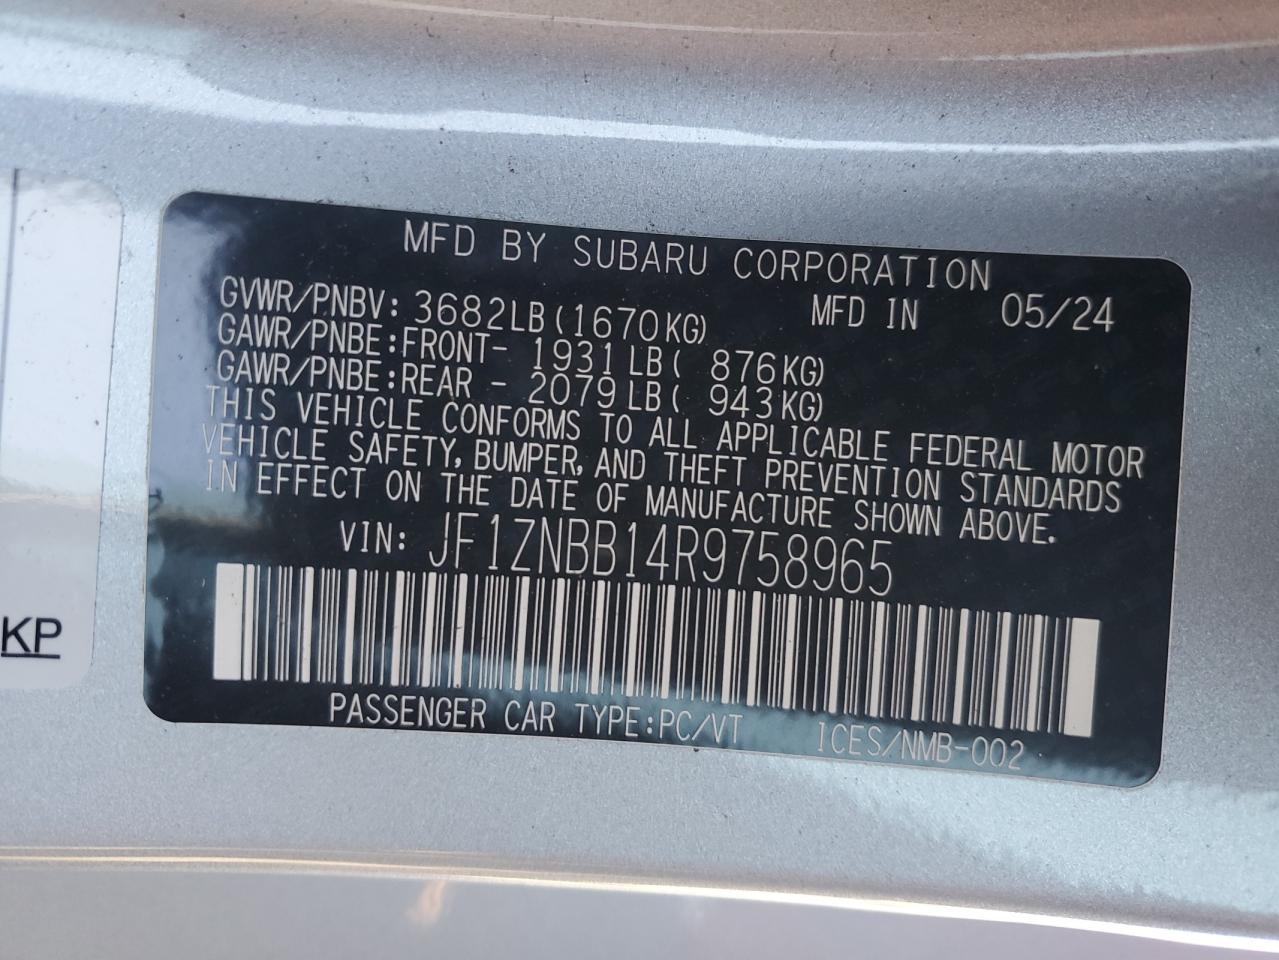 MFD BY SUBARU CORPORATION
GVWR/PNBV: 3682LB(1670KG) MFD IN 05/24
GAWR/PNBE:FRONT- 1931LB( 876KG)
GAWR/PNBE:REAR - 2079LB( 943KG)
THIS VEHICLE CONFORMS TO ALL APPLICABLE FEDERAL MOTOR
VEHICLE SAFETY, BUMPER, AND THEFT PREVENTION STANDARDS
IN EFFECT ON THE DATE OF MANUFACTURE SHOWN ABOVE.
VIN: JF1ZNBB14R9758965
PASSENGER CAR TYPE:PC/VT ICES/NMB-002
KP